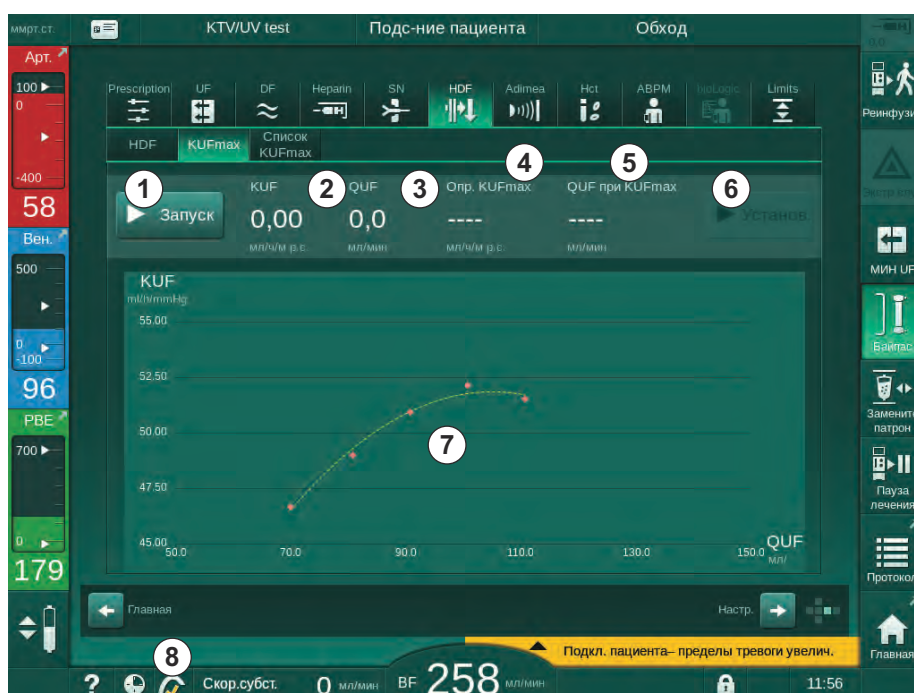 ммрт.ст.
KTV/UV test
Подс-ние пациента
Обход
0,0
Арт.
100
0
-400
58
Вен.
500
0
-100
96
PBE
700
0
179
Prescription
UF
DF
Heparin
SN
HDF
Adimea
Hct
ABPM
bioLogic
Limits
HDF
KUFmax
Список
KUFmax
1
2
3
4
5
6
Запуск
KUF
0,00
мл/ч/м р.с.
QUF
0,0
мл/мин
Опр. KUFmax
----
мл/ч/м р.с.
QUF при KUFmax
----
мл/мин
Установ.
KUF
ml/h/mmHg
55.00
52.50
50.00
47.50
45.00
50.0
70.0
90.0
110.0
130.0
150.0
QUF
мл/
7
Главная
Настр.
Подкл. пациента– пределы тревоги увелич.
8
?
Скор.субст.
0 мл/мин
BF 258 мл/мин
11:56
Реинфузи
МИН UF
Байпас
Заменить
патрон
Пауза
лечения
Протокол
Главная